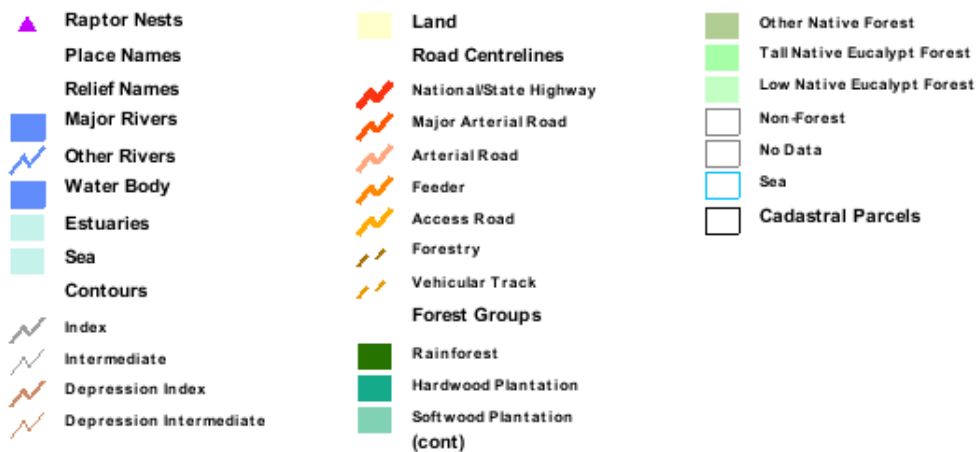 Raptor Nests
Place Names
Relief Names
Major Rivers
Other Rivers
Water Body
Estuaries
Sea
Contours
Index
Intermediate
Depression Index
Depression Intermediate
Land
Road Centrelines
National/State Highway
Major Arterial Road
Arterial Road
Feeder
Access Road
Forestry
Vehicular Track
Forest Groups
Rainforest
Hardwood Plantation
Softwood Plantation
(cont)
Other Native Forest
Tall Native Eucalypt Forest
Low Native Eucalypt Forest
Non-Forest
No Data
Sea
Cadastral Parcels